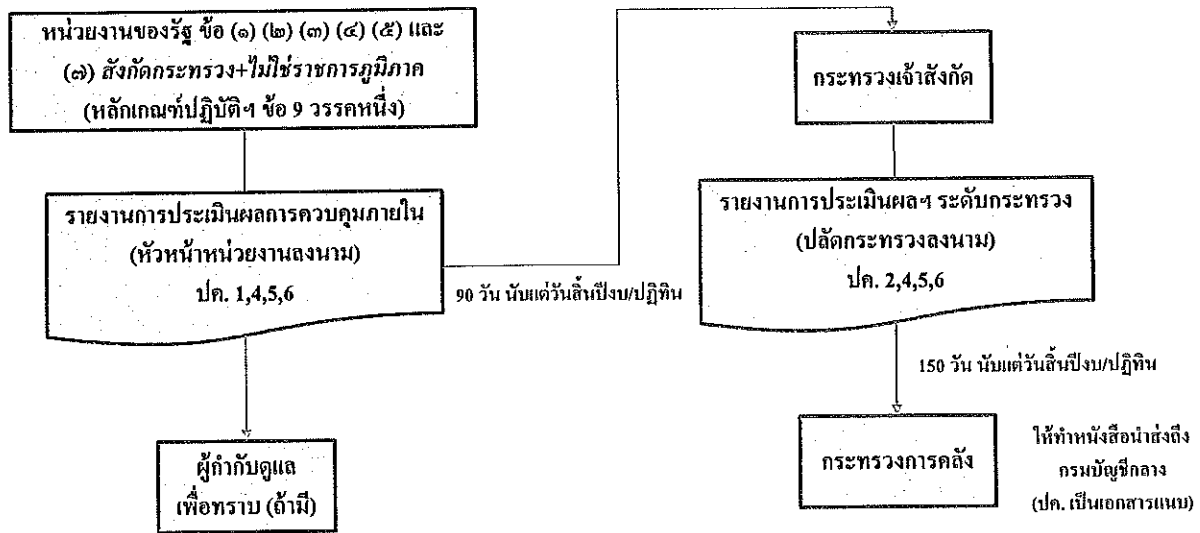 หน่วยงานของรัฐ ข้อ (๑) (๒) (๓) (๔) (๕) และ
(๗) สังกัดกระทรวง+ไม่ใช่ราชการภูมิภาค
(หลักเกณฑ์ปฏิบัติฯ ข้อ 9 วรรคหนึ่ง)
รายงานการประเมินผลการควบคุมภายใน
(หัวหน้าหน่วยงานลงนาม)
ปค. 1,4,5,6
90 วัน นับแต่วันสิ้นปีงบ/ปฏิทิน
ผู้กำกับดูแล
เพื่อทราบ (ถ้ามี)
กระทรวงเจ้าสังกัด
รายงานการประเมินผลฯ ระดับกระทรวง
(ปลัดกระทรวงลงนาม)
ปค. 2,4,5,6
150 วัน นับแต่วันสิ้นปีงบ/ปฏิทิน
กระทรวงการคลัง
ให้ทำหนังสือนำส่งถึง
กรมบัญชีกลาง
(ปค. เป็นเอกสารแนบ)